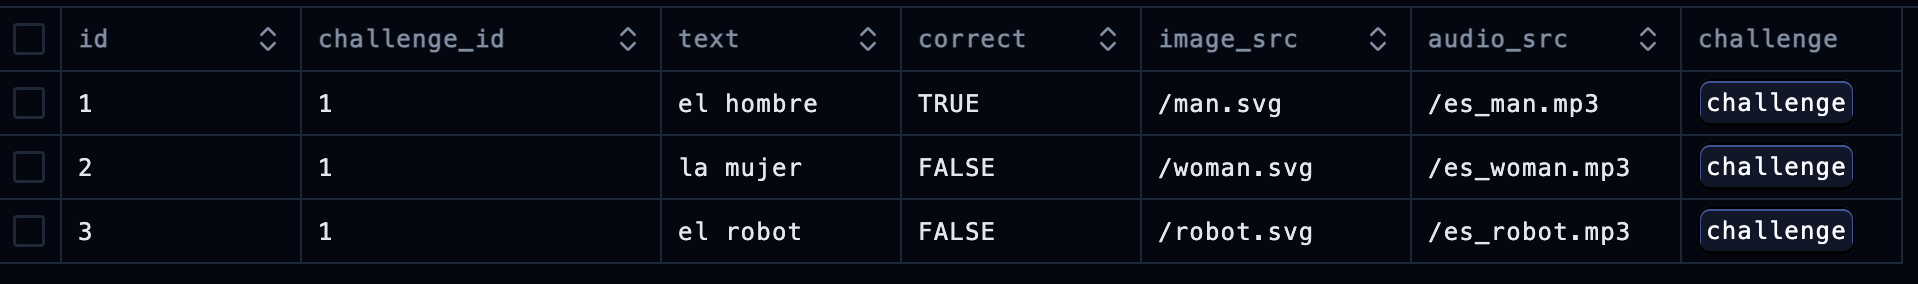 id challenge_id text correct image_src audio_src challenge
1 1 el hombre TRUE /man.svg /es_man.mp3 challenge
2 1 la mujer FALSE /woman.svg /es_woman.mp3 challenge
3 1 el robot FALSE /robot.svg /es_robot.mp3 challenge